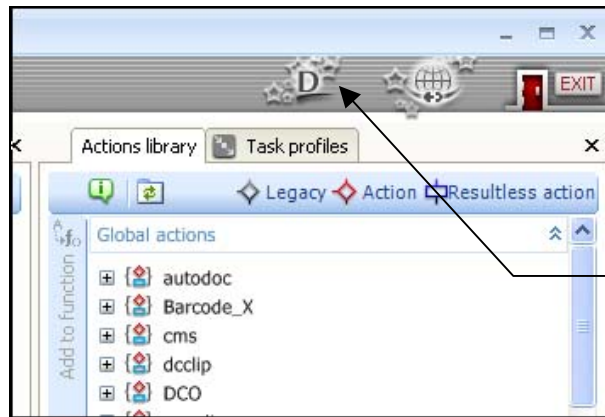 D
EXIT
Actions library Task profiles
Legacy Action Resultless action
Add to function
Global actions
autodoc
Barcode_X
cms
dcclip
DCO